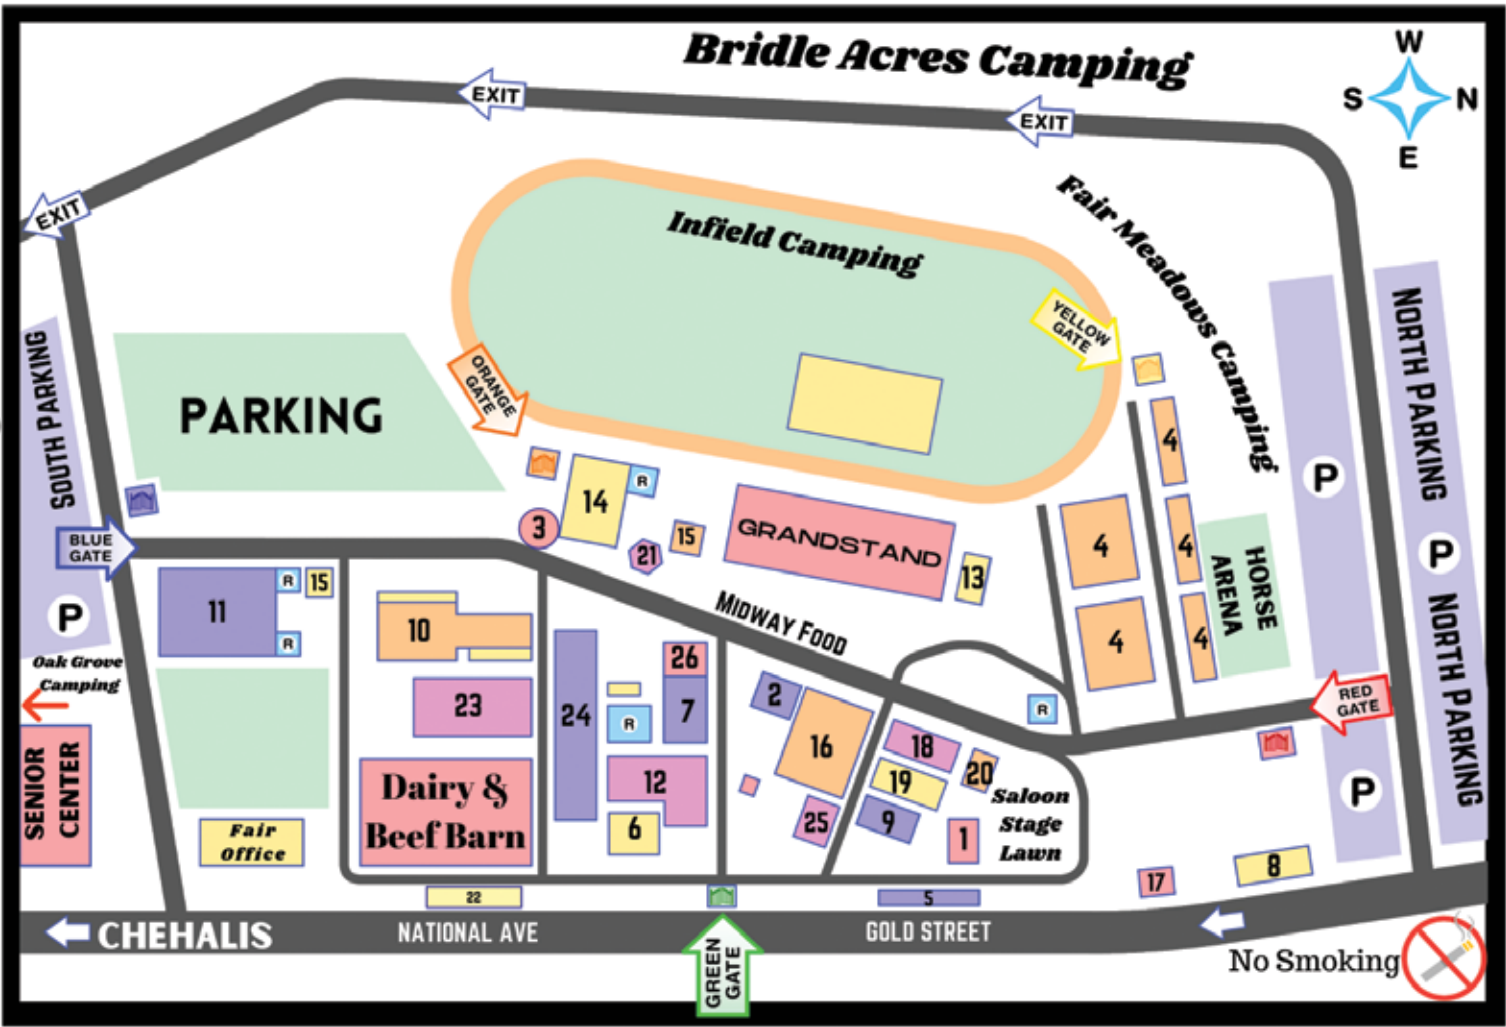 Bridle Acres Camping
W
S
N
E
EXIT
EXIT
EXIT
Infield Camping
Fair Meadows Camping
YELLOW
GATE
ORANGE
GATE
PARKING
SOUTH PARKING
NORTH PARKING
P
P
NORTH PARKING
4
4
4
4
4
4
HORSE
ARENA
14
R
3
21
15
GRANDSTAND
13
BLUE
GATE
P
11
R
15
R
MIDWAY FOOD
10
26
24
R
7
23
2
16
R
RED
GATE
Oak Grove
Camping
SENIOR
CENTER
Dairy &
Beef Barn
12
6
25
18
19
20
9
1
Saloon
Stage
Lawn
P
Fair
Office
17
8
22
5
CHEHALIS
NATIONAL AVE
GOLD STREET
GREEN
GATE
No Smoking